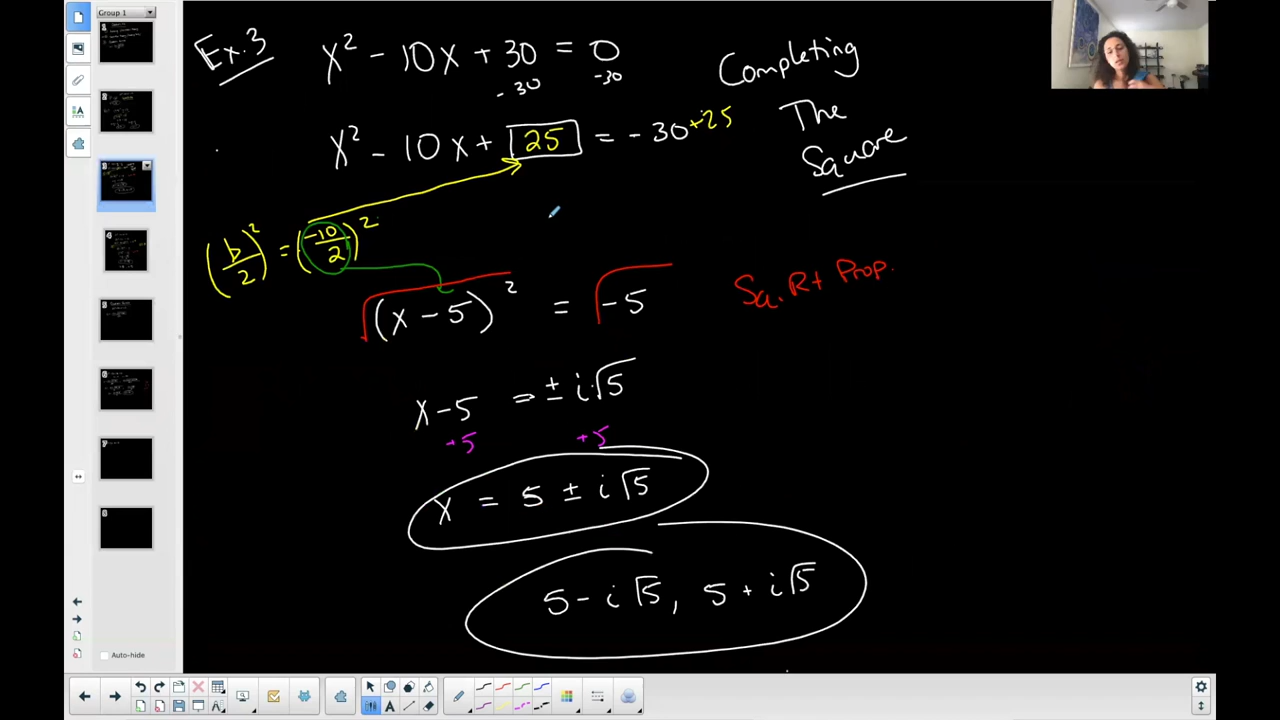 Group 1
Ex. 3
x² - 10x + 30 = 0
-30 -30
Completing
The
Square
x² - 10x + 25 = -30 +25
(b/2)² = (-10/2)²
√(x - 5)² = √-5
Sq. Rt Prop.
x - 5 = ± i√5
+5 +5
x = 5 ± i√5
5 - i√5, 5 + i√5
Auto-hide